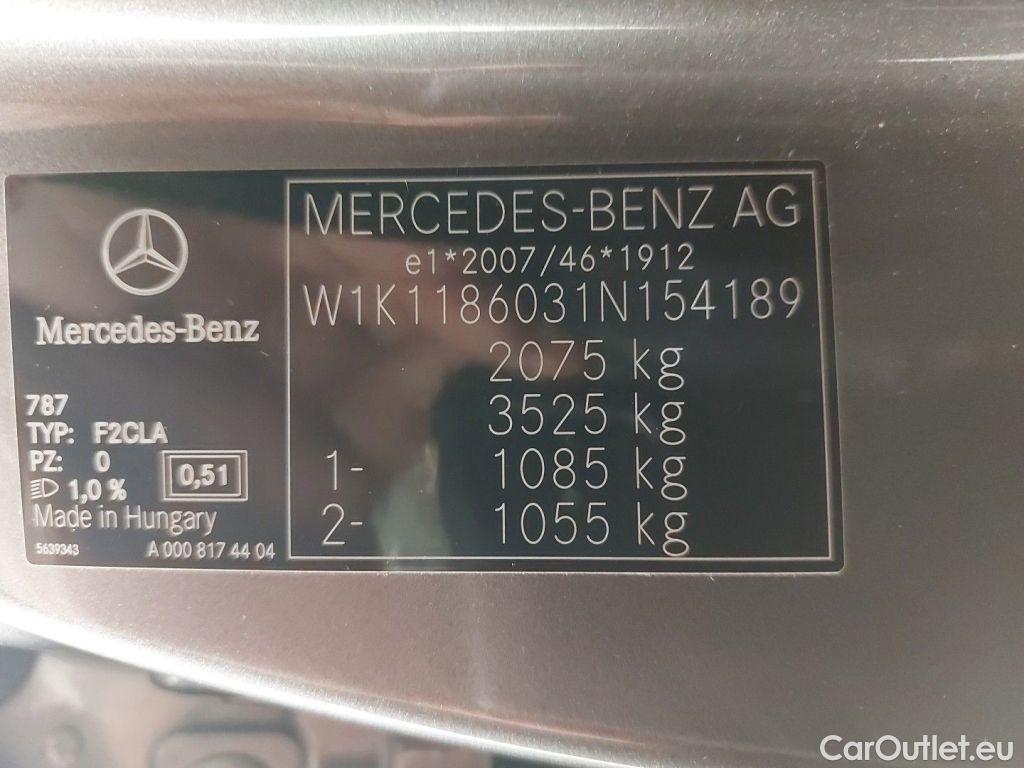 Mercedes-Benz
787
TYP: F2CLA
PZ: 0
0,51
1,0 %
Made in Hungary
5639343 A 000 817 44 04
MERCEDES-BENZ AG
e1*2007/46*1912
W1K1186031N154189
2075 kg
3525 kg
1- 1085 kg
2- 1055 kg
CarOutlet.eu